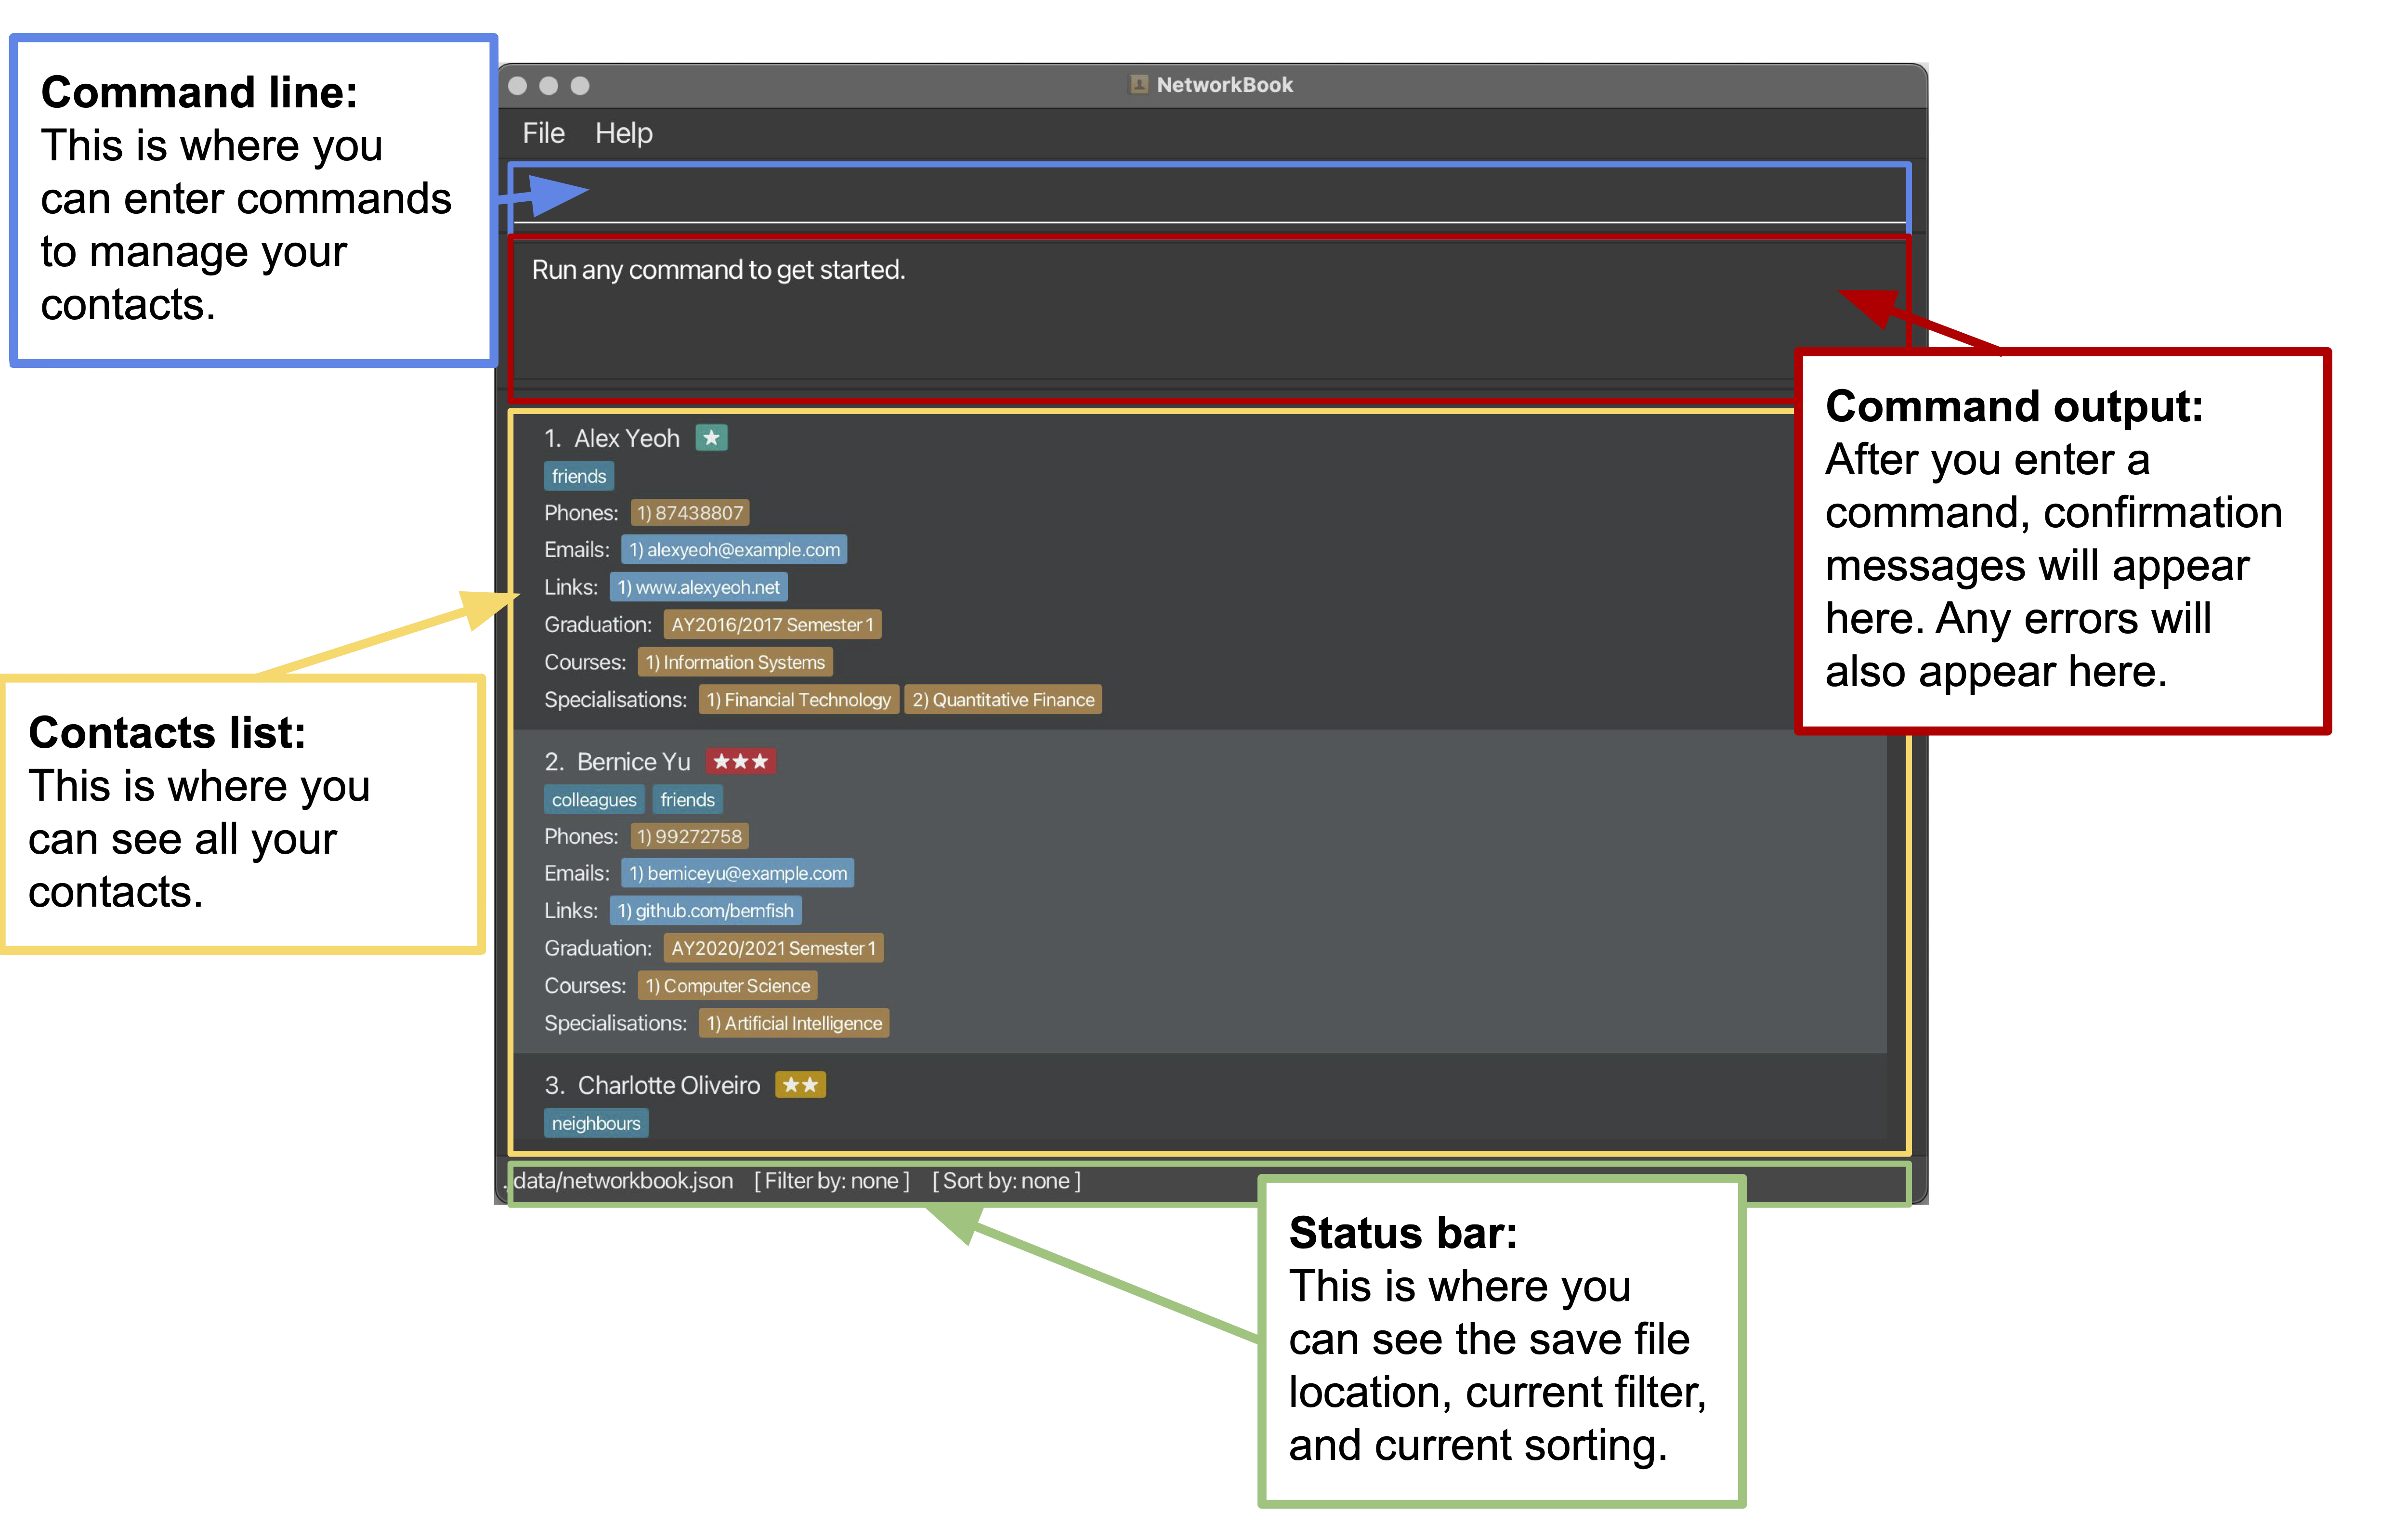 Command line:
This is where you
can enter commands
to manage your
contacts.
NetworkBook
File Help
Run any command to get started.
Command output:
After you enter a
command, confirmation
messages will appear
here. Any errors will
also appear here.
1. Alex Yeoh ★
friends
Phones: 1) 87438807
Emails: 1) alexyeoh@example.com
Links: 1) www.alexyeoh.net
Graduation: AY2016/2017 Semester 1
Courses: 1) Information Systems
Specialisations: 1) Financial Technology 2) Quantitative Finance
Contacts list:
This is where you
can see all your
contacts.
2. Bernice Yu ★★★
colleagues friends
Phones: 1) 99272758
Emails: 1) berniceyu@example.com
Links: 1) github.com/bernfish
Graduation: AY2020/2021 Semester 1
Courses: 1) Computer Science
Specialisations: 1) Artificial Intelligence
3. Charlotte Oliveiro ★★
neighbours
./data/networkbook.json [ Filter by: none ] [ Sort by: none ]
Status bar:
This is where you
can see the save file
location, current filter,
and current sorting.